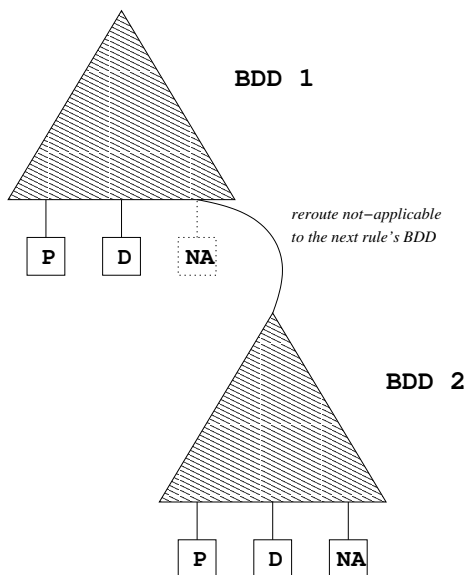 BDD 1
reroute not−applicable
to the next rule's BDD
P D NA
BDD 2
P D NA